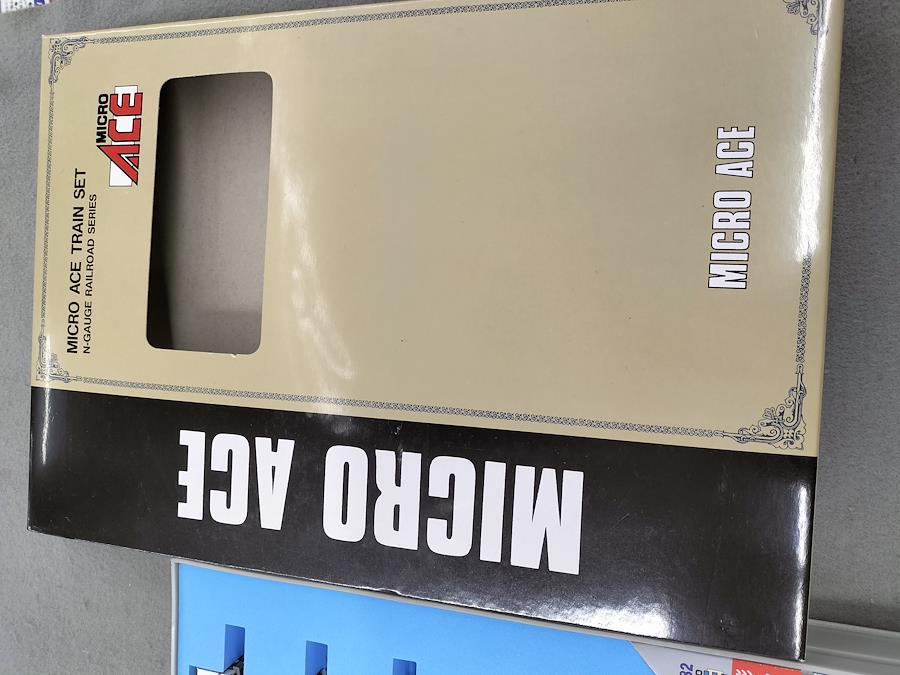 MICRO
ACE
MICRO ACE TRAIN SET
N-GAUGE RAILROAD SERIES
MICRO ACE
MICRO ACE